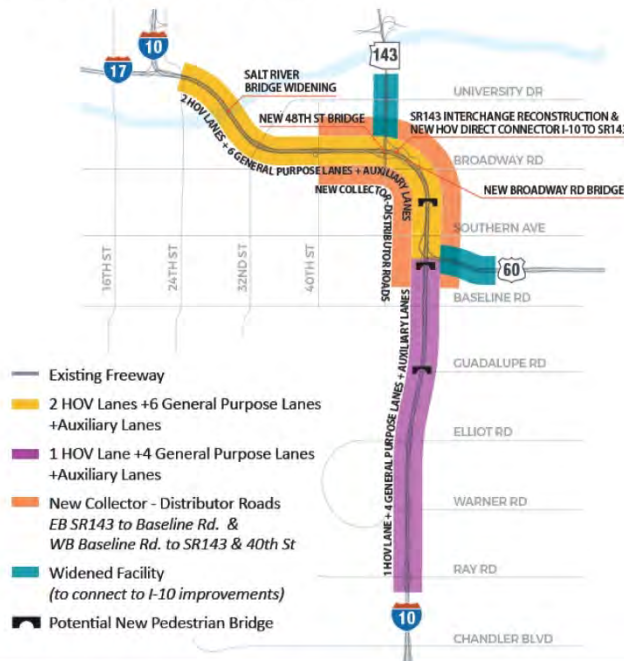 10
17
143
SALT RIVER
BRIDGE WIDENING
UNIVERSITY DR
NEW 48TH ST BRIDGE
SR143 INTERCHANGE RECONSTRUCTION &
NEW HOV DIRECT CONNECTOR I-10 TO SR143
2 HOV LANES + 6 GENERAL PURPOSE LANES + AUXILIARY LANES
BROADWAY RD
NEW BROADWAY RD BRIDGE
NEW COLLECTOR-DISTRIBUTOR ROADS
SOUTHERN AVE
16TH ST
24TH ST
32ND ST
40TH ST
60
BASELINE RD
1 HOV LANE + 4 GENERAL PURPOSE LANES + AUXILIARY LANES
GUADALUPE RD
ELLIOT RD
WARNER RD
RAY RD
10
CHANDLER BLVD
Existing Freeway
2 HOV Lanes +6 General Purpose Lanes
+Auxiliary Lanes
1 HOV Lane +4 General Purpose Lanes
+Auxiliary Lanes
New Collector - Distributor Roads
EB SR143 to Baseline Rd. &
WB Baseline Rd. to SR143 & 40th St
Widened Facility
(to connect to I-10 improvements)
Potential New Pedestrian Bridge